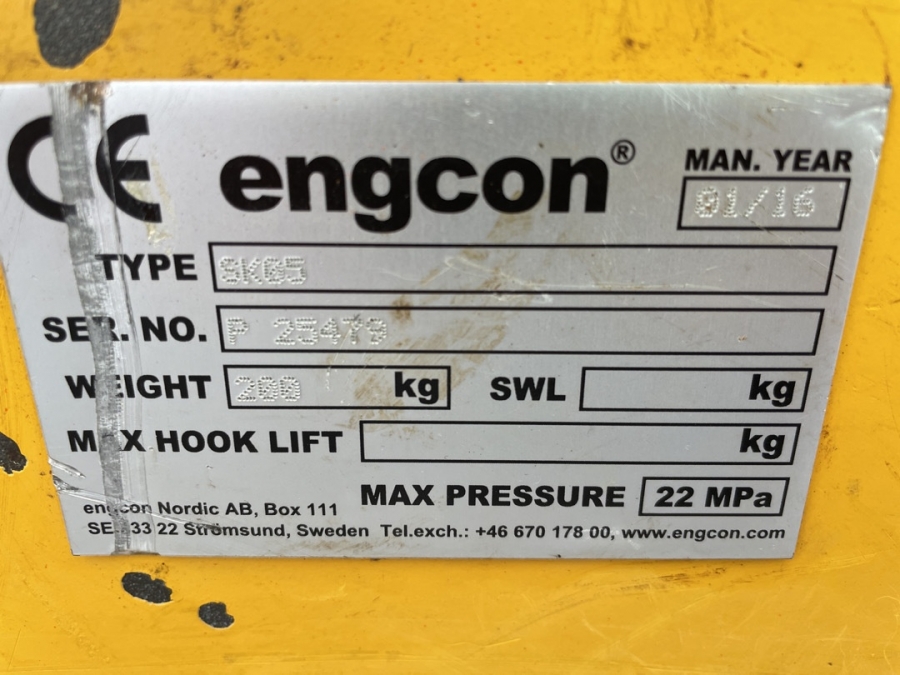 CE engcon® MAN. YEAR
01/16
TYPE SK05
SER. NO. P 25479
WEIGHT 200 kg SWL kg
MAX HOOK LIFT kg
MAX PRESSURE 22 MPa
engcon Nordic AB, Box 111
22 Strömsund, Sweden Tel.exch.: +46 670 178 00, www.engcon.com